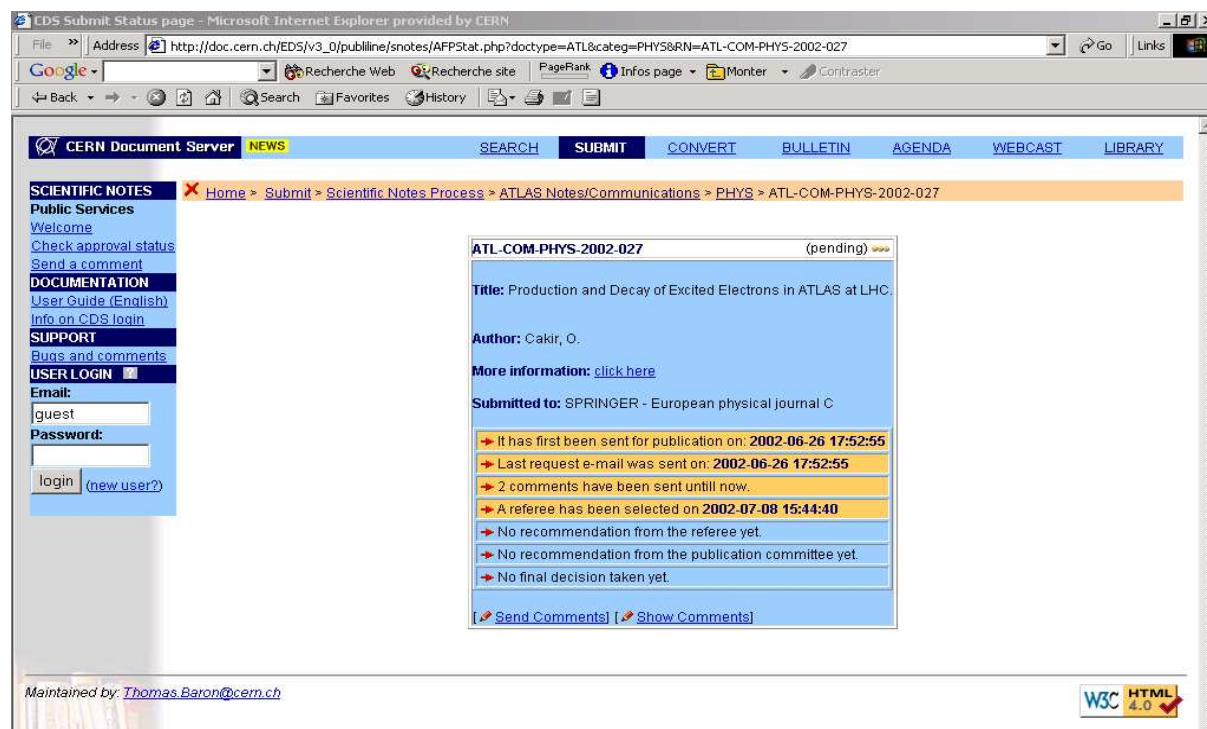 CDS Submit Status page - Microsoft Internet Explorer provided by CERN
File » Address http://doc.cern.ch/EDS/v3_0/publiline/snotes/AFPStat.php?doctype=ATL&categ=PHYS&RN=ATL-COM-PHYS-2002-027 Go Links
Google Recherche Web Recherche site PageRank Infos page Monter Contraster
Back Search Favorites History
CERN Document Server NEWS SEARCH SUBMIT CONVERT BULLETIN AGENDA WEBCAST LIBRARY
SCIENTIFIC NOTES
Public Services
Welcome
Check approval status
Send a comment
DOCUMENTATION
User Guide (English)
Info on CDS login
SUPPORT
Bugs and comments
USER LOGIN ?
Email:
guest
Password:
login (new user?)
Home > Submit > Scientific Notes Process > ATLAS Notes/Communications > PHYS > ATL-COM-PHYS-2002-027
ATL-COM-PHYS-2002-027 (pending)
Title: Production and Decay of Excited Electrons in ATLAS at LHC.
Author: Cakir, O.
More information: click here
Submitted to: SPRINGER - European physical journal C
It has first been sent for publication on: 2002-06-26 17:52:55
Last request e-mail was sent on: 2002-06-26 17:52:55
2 comments have been sent untill now.
A referee has been selected on 2002-07-08 15:44:40
No recommendation from the referee yet.
No recommendation from the publication committee yet.
No final decision taken yet.
[Send Comments] [Show Comments]
Maintained by: Thomas.Baron@cern.ch
W3C HTML 4.0